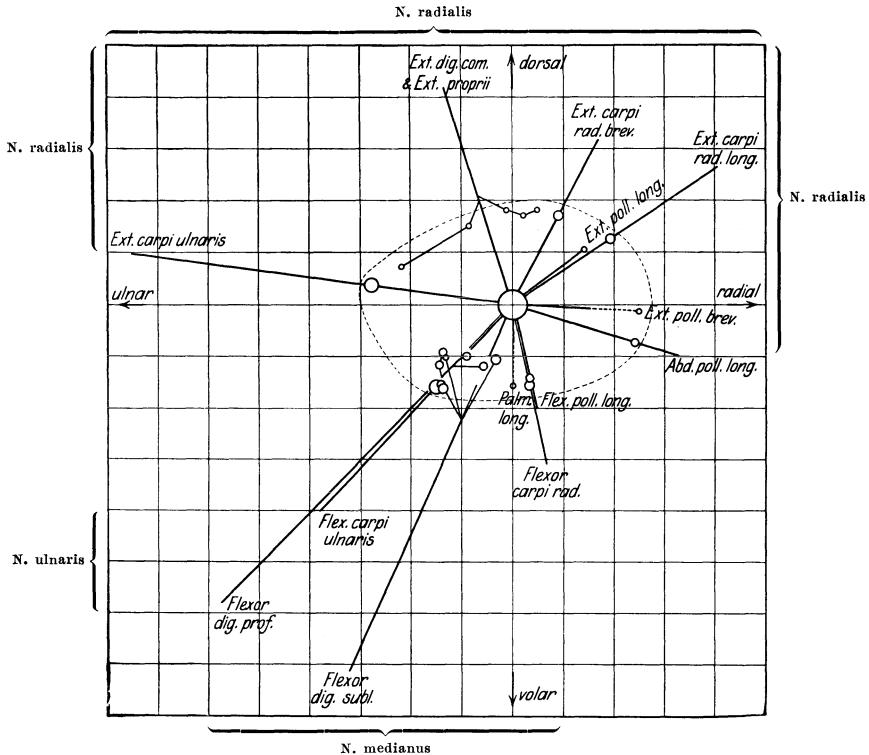 N. radialis
Ext. dig. com.
& Ext. proprii
dorsal
Ext. carpi
rad. brev.
Ext. carpi
rad. long.
N. radialis
N. radialis
Ext. poll. long.
Ext. carpi ulnaris
ulnar
radial
Ext. poll. brev.
Abd. poll. long.
Palm.
long.
Flex. poll. long.
Flexor
carpi rad.
Flex. carpi
ulnaris
N. ulnaris
Flexor
dig. prof.
Flexor
dig. subl.
volar
N. medianus